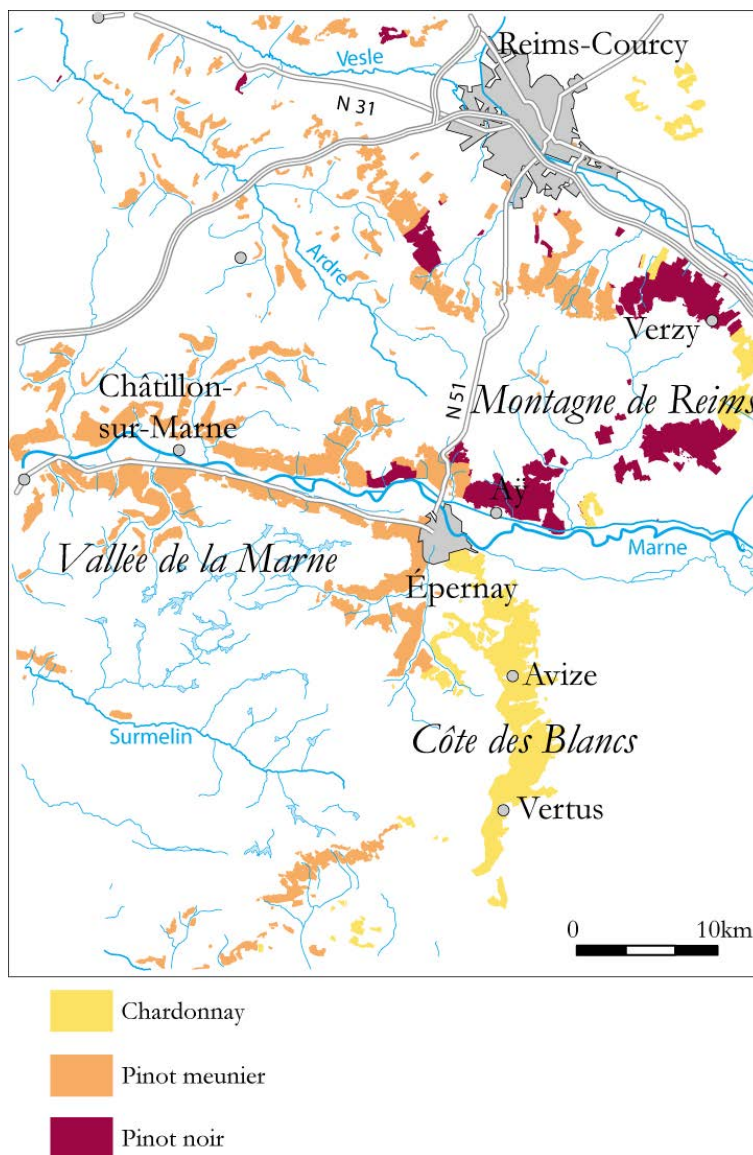 Reims-Courcy
Vesle
N 31
Ardre
Verzy
Châtillon-
sur-Marne
N 51
Montagne de Reims
Aÿ
Vallée de la Marne
Marne
Épernay
Avize
Surmelin
Côte des Blancs
Vertus
0 10km
Chardonnay
Pinot meunier
Pinot noir